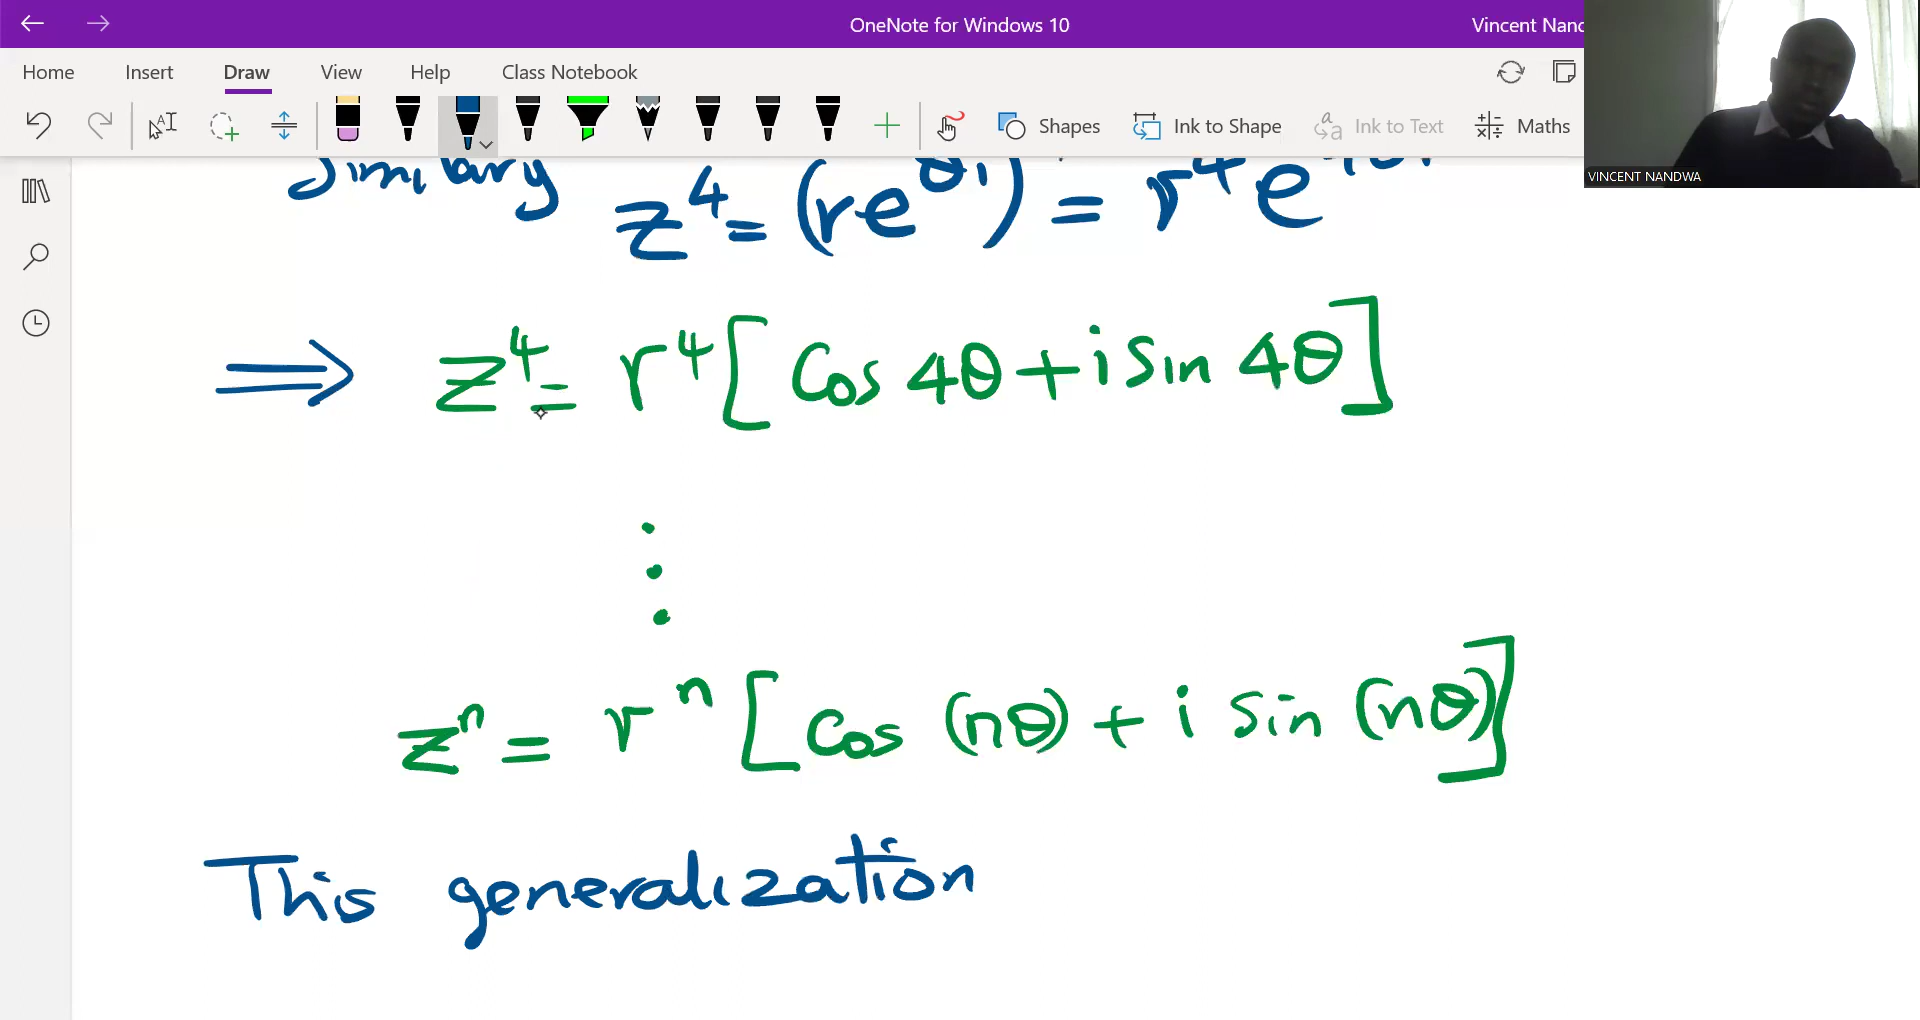 OneNote for Windows 10
Vincent Nanc
Home Insert Draw View Help Class Notebook
Shapes Ink to Shape Ink to Text Maths
VINCENT NANDWA
Similary
z⁴ = (re^θi) = r⁴e
⟹ z⁴ = r⁴[Cos 4θ + i Sin 4θ]
.
.
.
zⁿ = rⁿ [Cos (nθ) + i Sin (nθ)]
This generalization